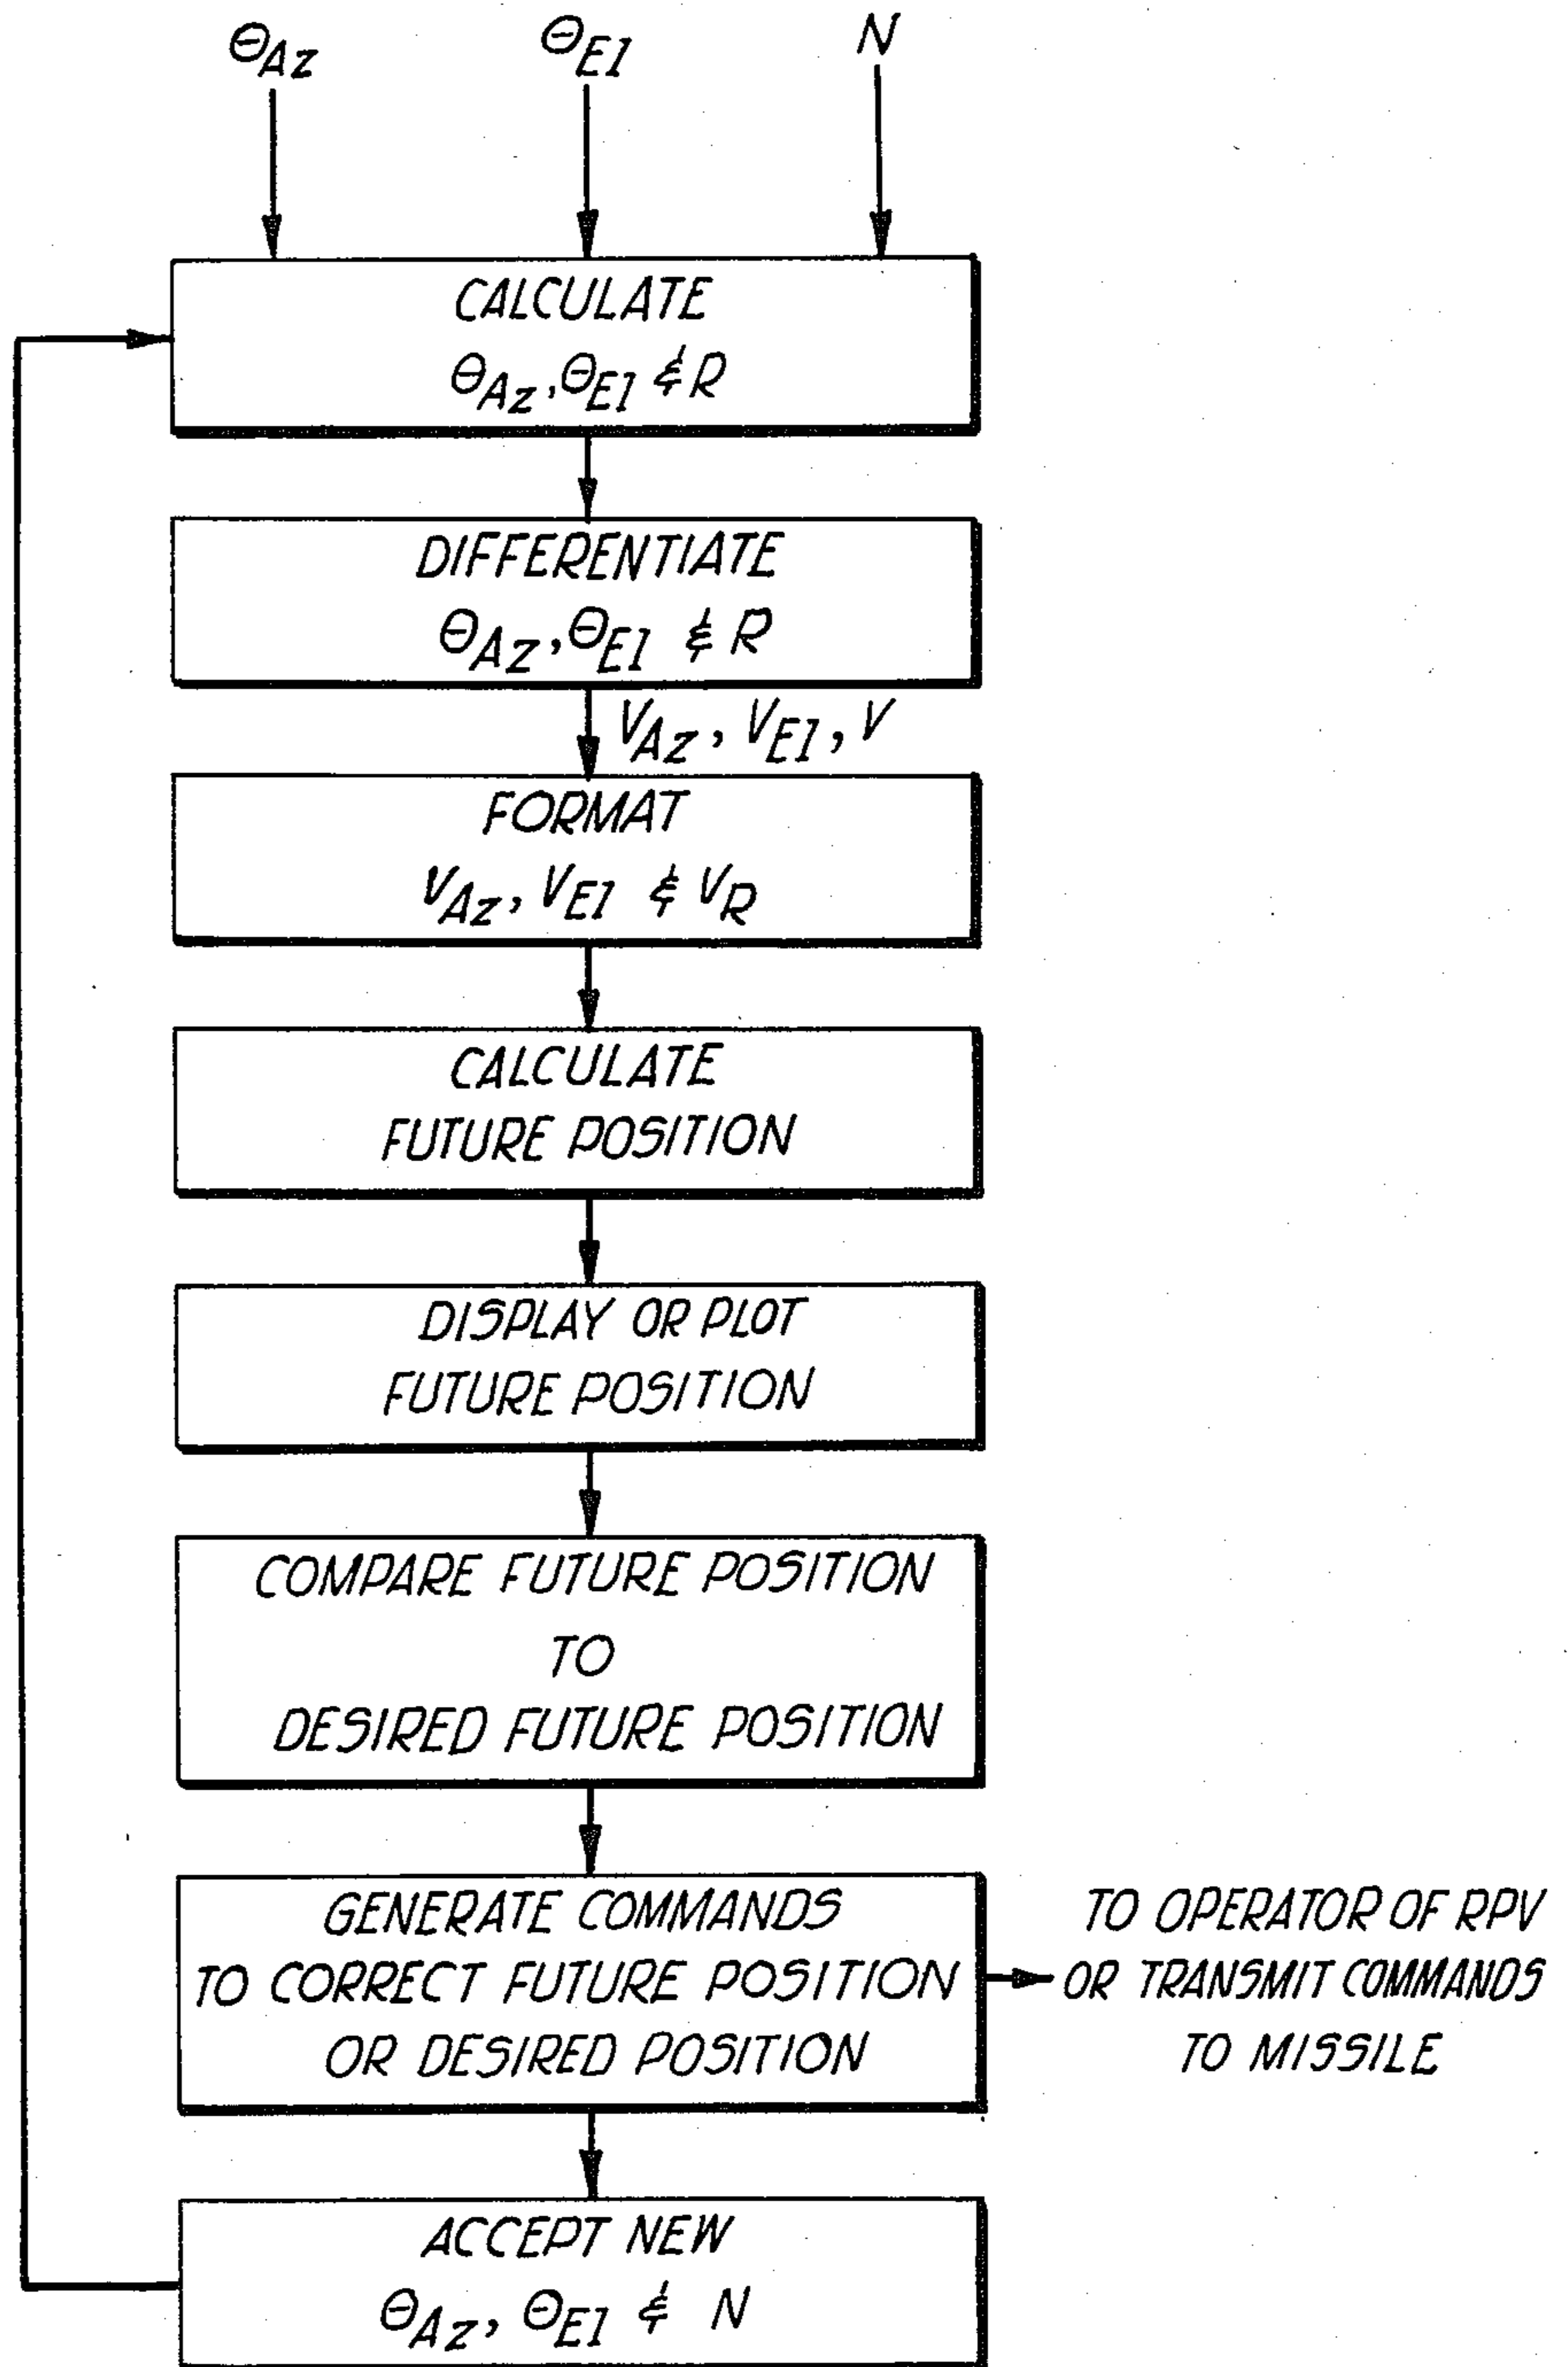 ΘAz ΘEl N
CALCULATE
ΘAz, ΘEl & R
DIFFERENTIATE
ΘAz, ΘEl & R
VAz, VEl, V
FORMAT
VAz, VEl & VR
CALCULATE
FUTURE POSITION
DISPLAY OR PLOT
FUTURE POSITION
COMPARE FUTURE POSITION
TO
DESIRED FUTURE POSITION
GENERATE COMMANDS
TO CORRECT FUTURE POSITION
OR DESIRED POSITION
TO OPERATOR OF RPV
OR TRANSMIT COMMANDS
TO MISSILE
ACCEPT NEW
ΘAz, ΘEl & N